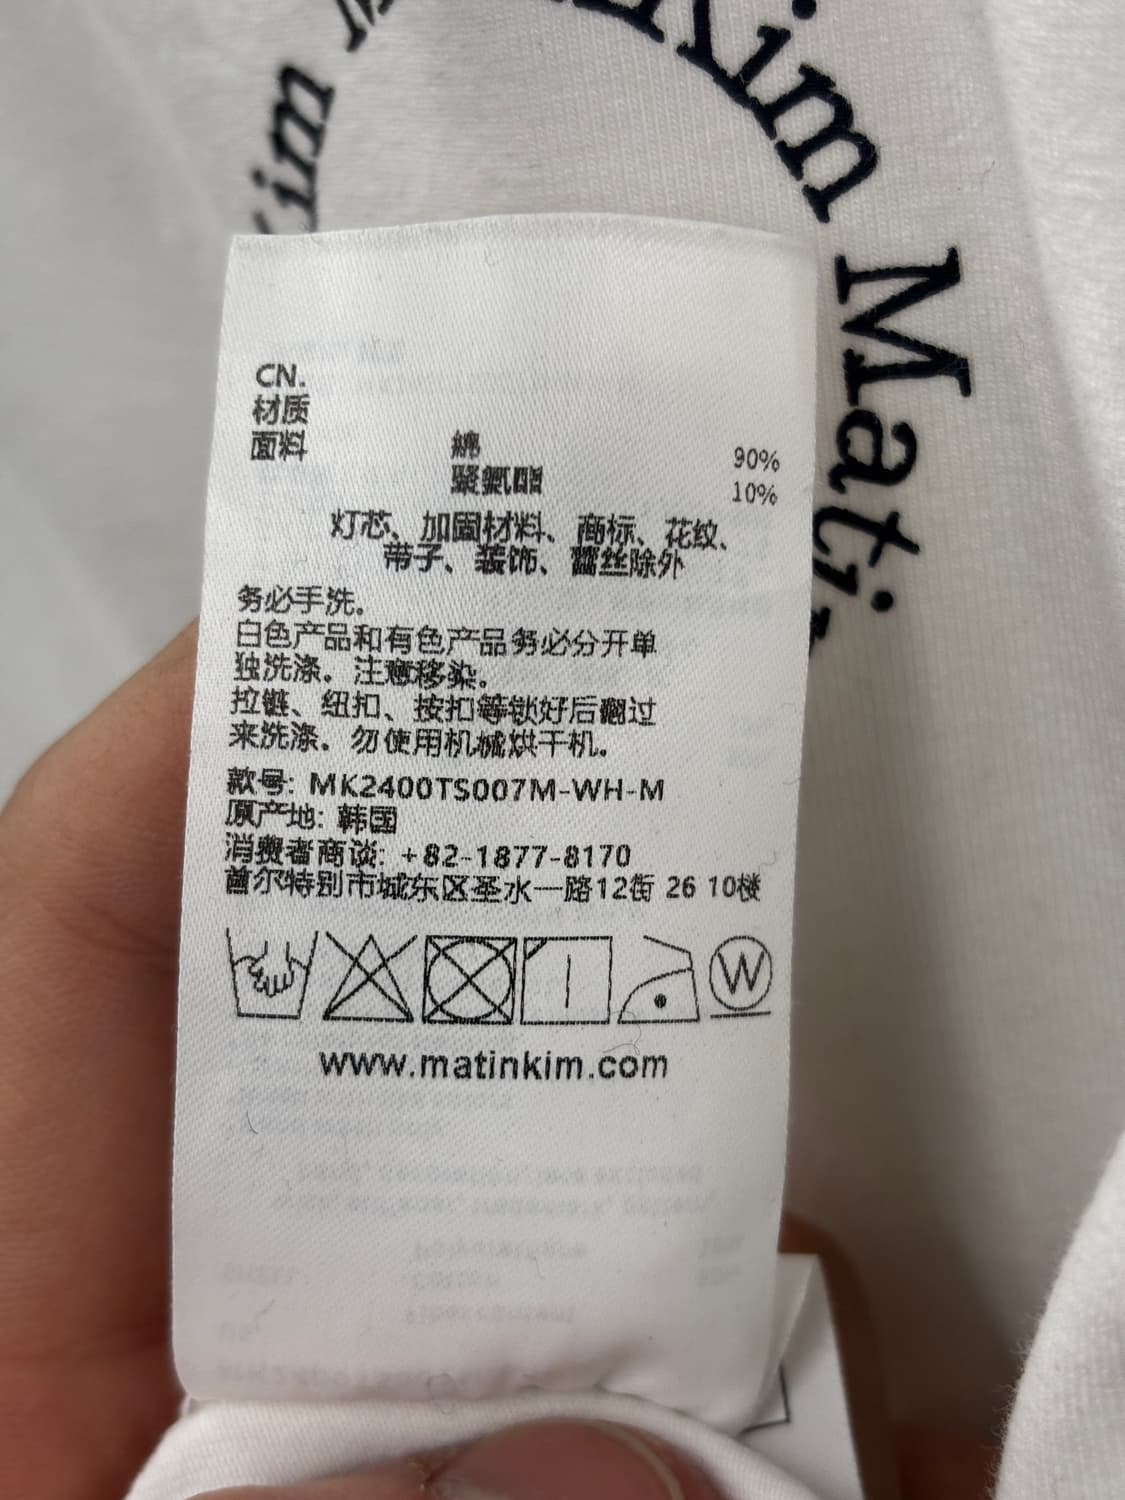 Kim Mati
im
CN.
材质
面料 綿 90%
聚氨酯 10%
灯芯、加固材料、商标、花纹、
带子、装饰、蕾丝除外
务必手洗。
白色产品和有色产品务必分开单
独洗涤。注意移染。
拉链、纽扣、按扣等锁好后翻过
来洗涤。勿使用机械烘干机。
款号: MK2400TS007M-WH-M
原产地: 韩国
消费者商谈: +82-1877-8170
首尔特别市城东区圣水一路12街 26 10楼
W
www.matinkim.com